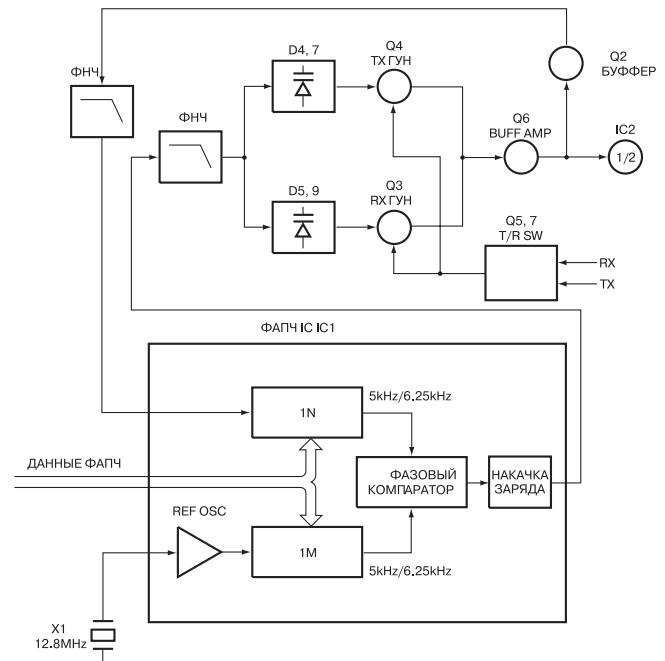 ФНЧ
D4, 7
Q4
TX ГУН
Q2
БУФФЕР
ФНЧ
Q6
BUFF AMP
IC2
1/2
D5, 9
Q3
RX ГУН
Q5, 7
T/R SW
RX
TX
ФАПЧ IC IC1
5kHz/6.25kHz
1N
ДАННЫЕ ФАПЧ
ФАЗОВЫЙ
КОМПАРАТОР
НАКАЧКА
ЗАРЯДА
REF OSC
1M
5kHz/6.25kHz
X1
12.8MHz